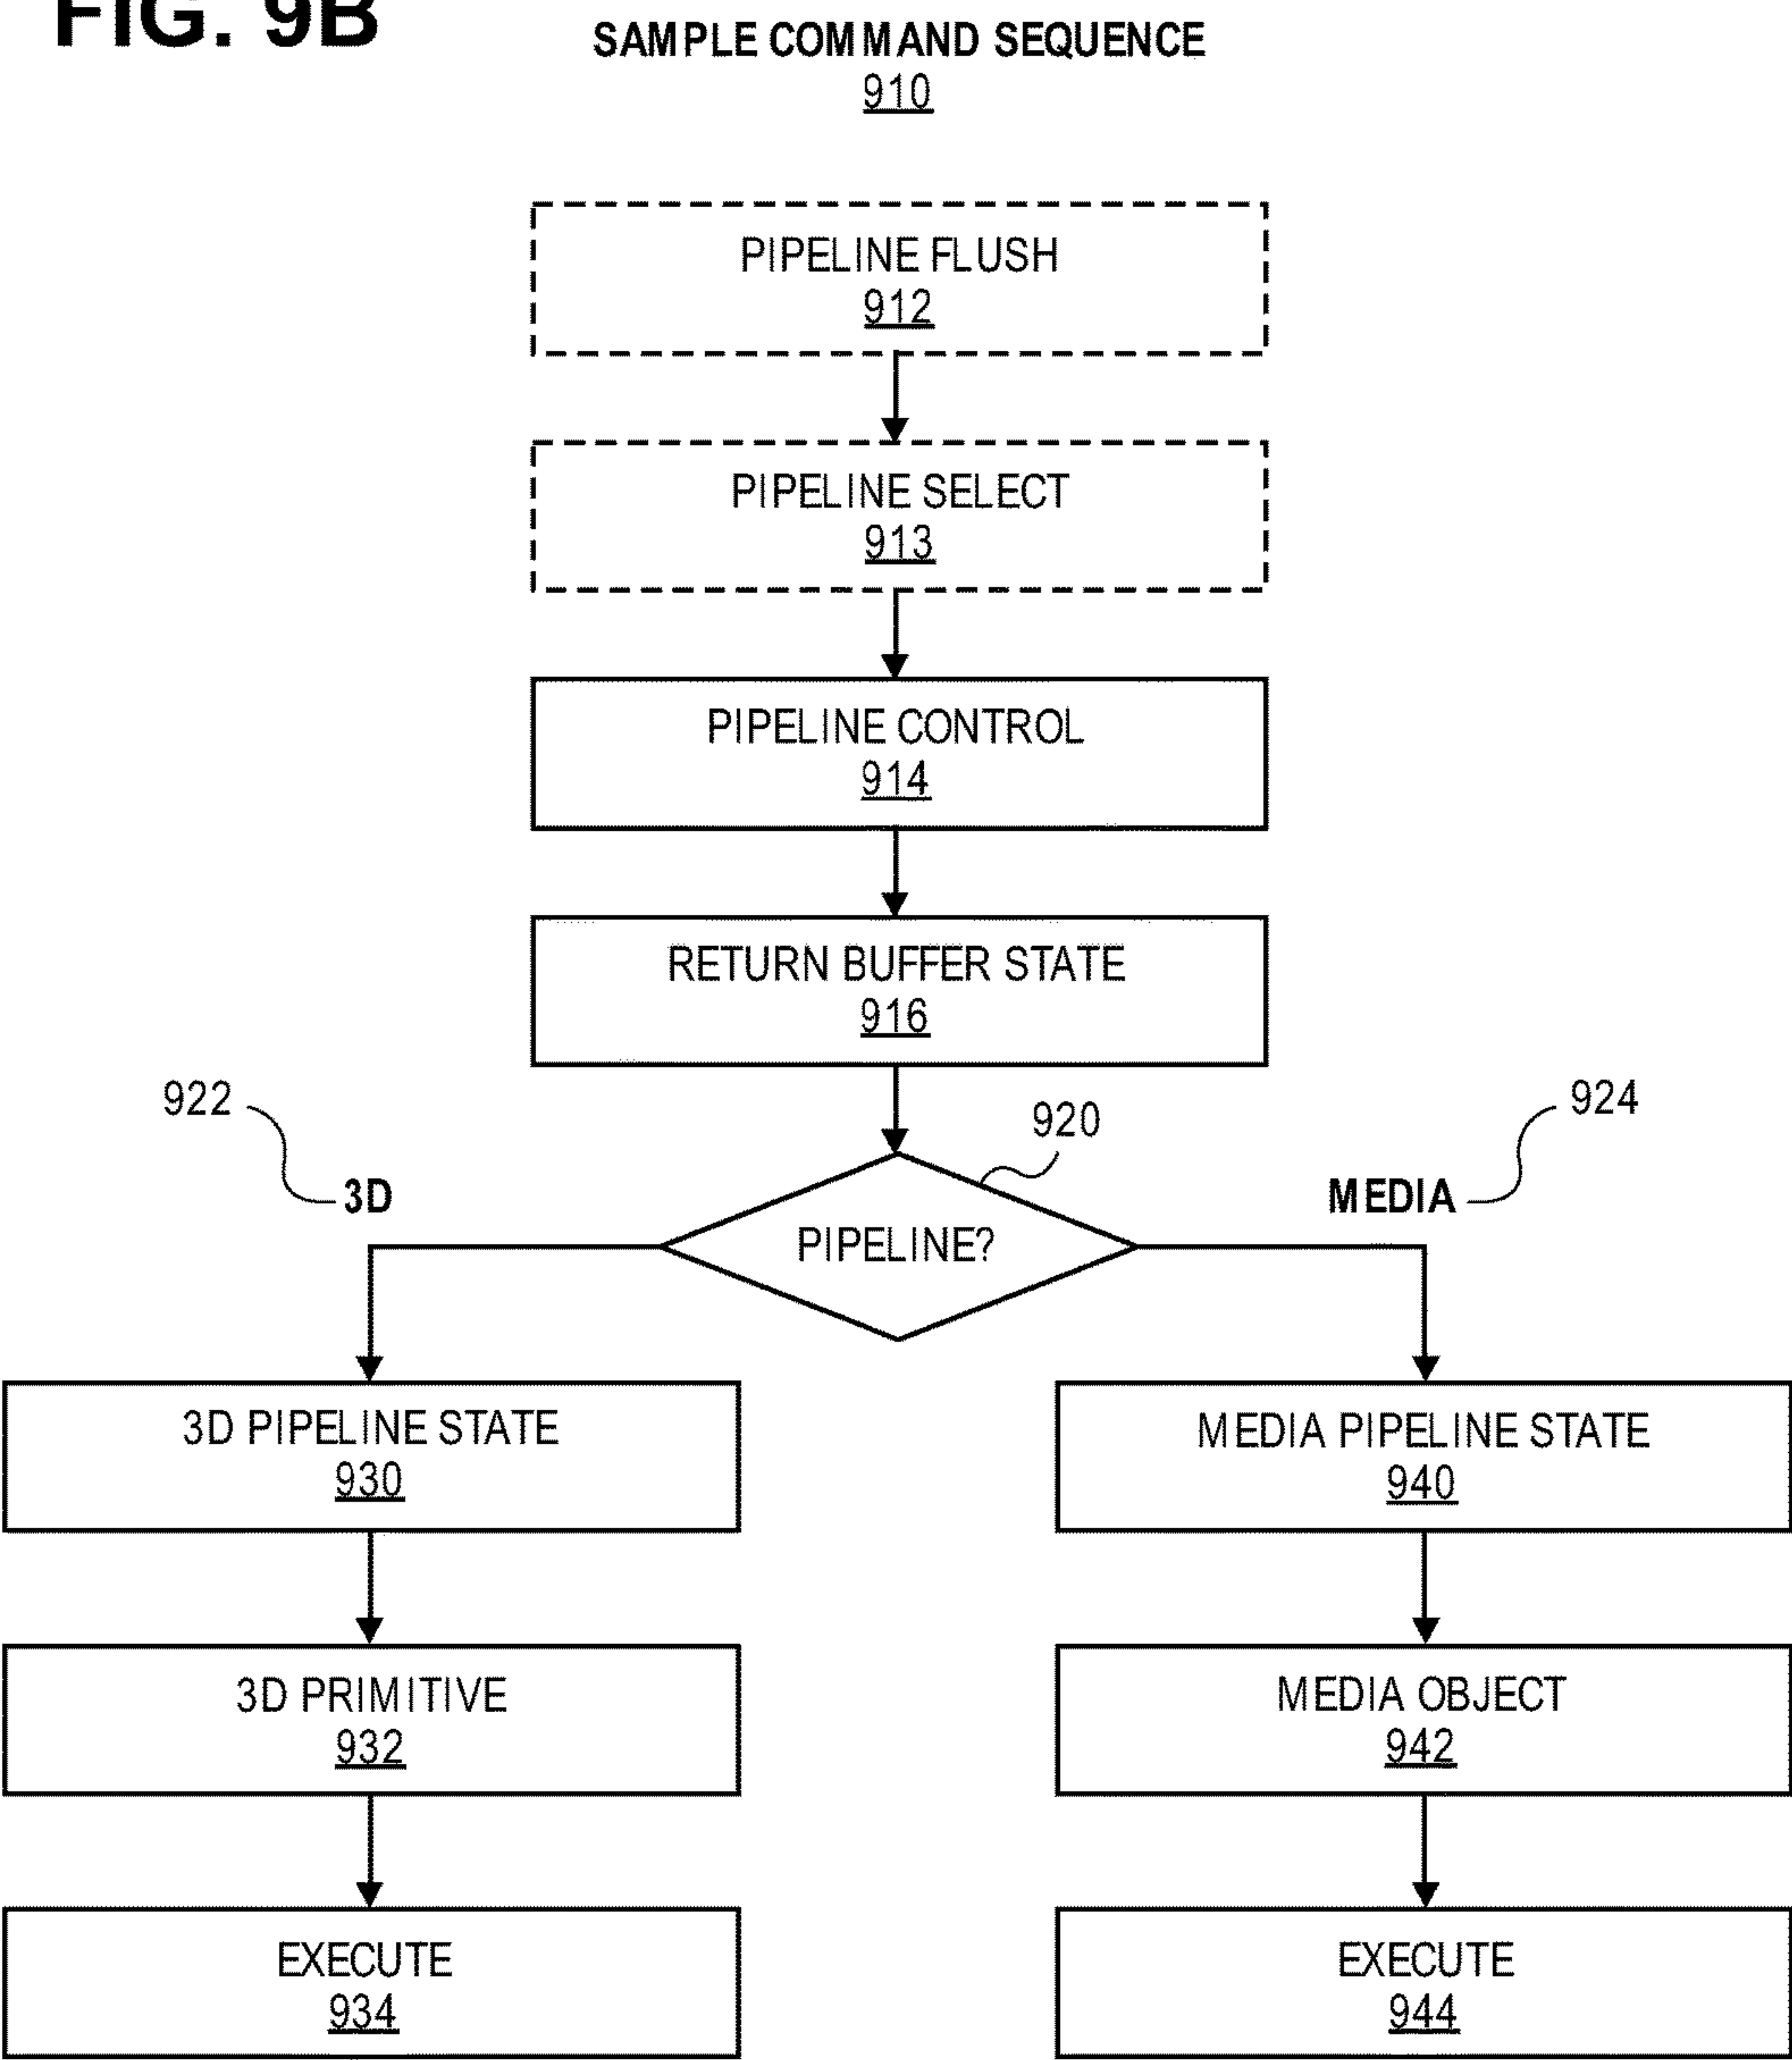 FIG. 9B
SAMPLE COMMAND SEQUENCE
910
PIPELINE FLUSH
912
PIPELINE SELECT
913
PIPELINE CONTROL
914
RETURN BUFFER STATE
916
922
920
924
3D
MEDIA
PIPELINE?
3D PIPELINE STATE
930
MEDIA PIPELINE STATE
940
3D PRIMITIVE
932
MEDIA OBJECT
942
EXECUTE
934
EXECUTE
944